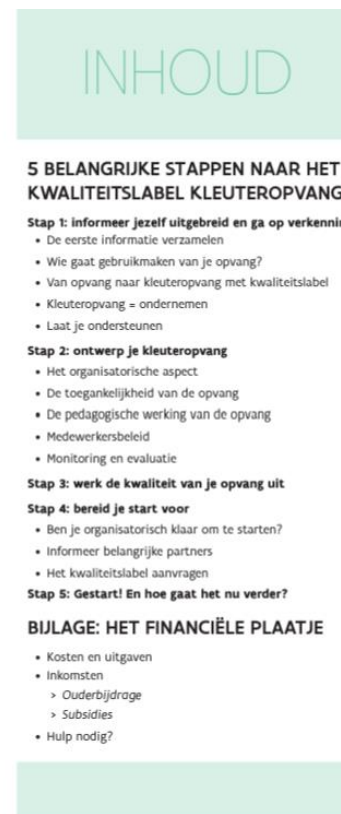 INHOUD
5 BELANGRIJKE STAPPEN NAAR HET
KWALITEITSLABEL KLEUTEROPVANG
Stap 1: informeer jezelf uitgebreid en ga op
• De eerste informatie verzamelen
• Wie gaat gebruikmaken van je opvang?
• Van opvang naar kleuteropvang met kwaliteitslabel
• Kleuteropvang = ondernemen
• Laat je ondersteunen
Stap 2: ontwerp je kleuteropvang
• Het organisatorische aspect
• De toegankelijkheid van de opvang
• De pedagogische werking van de opvang
• Medewerkersbeleid
• Monitoring en evaluatie
Stap 3: werk de kwaliteit van je opvang uit
Stap 4: bereid je start voor
• Ben je organisatorisch klaar om te starten?
• Informeer belangrijke partners
• Het kwaliteitslabel aanvragen
Stap 5: Gestart! En hoe gaat het nu verder?
BIJLAGE: HET FINANCIËLE PLAATJE
• Kosten en uitgaven
• Inkomsten
> Ouderbijdrage
> Subsidies
• Hulp nodig?